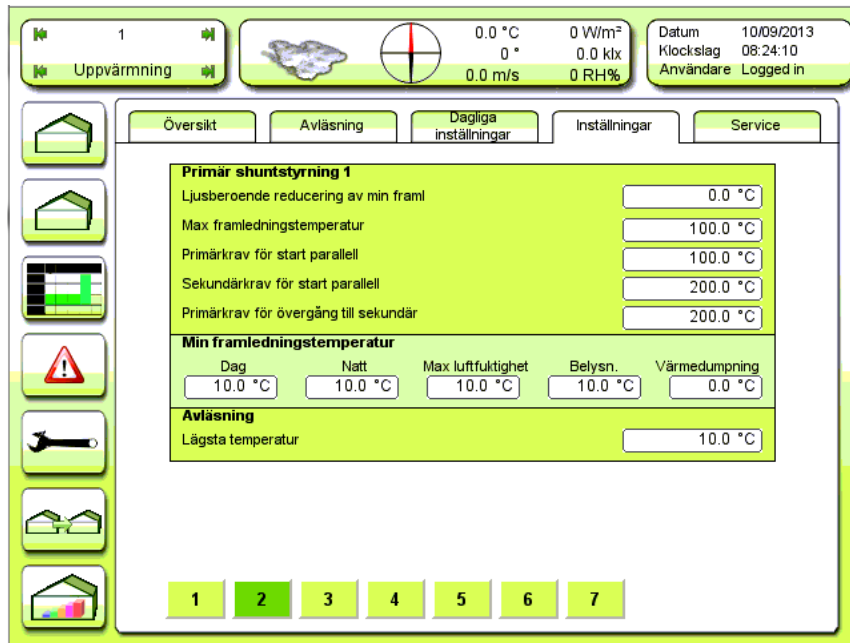 1
Uppvärmning
0.0 °C 0 W/m²
0 ° 0.0 klx
0.0 m/s 0 RH%
Datum 10/09/2013
Klockslag 08:24:10
Användare Logged in
Översikt
Avläsning
Dagliga
inställningar
Inställningar
Service
Primär shuntstyrning 1
Ljusberoende reducering av min framl 0.0 °C
Max framledningstemperatur 100.0 °C
Primärkrav för start parallell 100.0 °C
Sekundärkrav för start parallell 200.0 °C
Primärkrav för övergång till sekundär 200.0 °C
Min framledningstemperatur
Dag Natt Max luftfuktighet Belysn. Värmedumpning
10.0 °C 10.0 °C 10.0 °C 10.0 °C 0.0 °C
Avläsning
Lägsta temperatur 10.0 °C
1 2 3 4 5 6 7